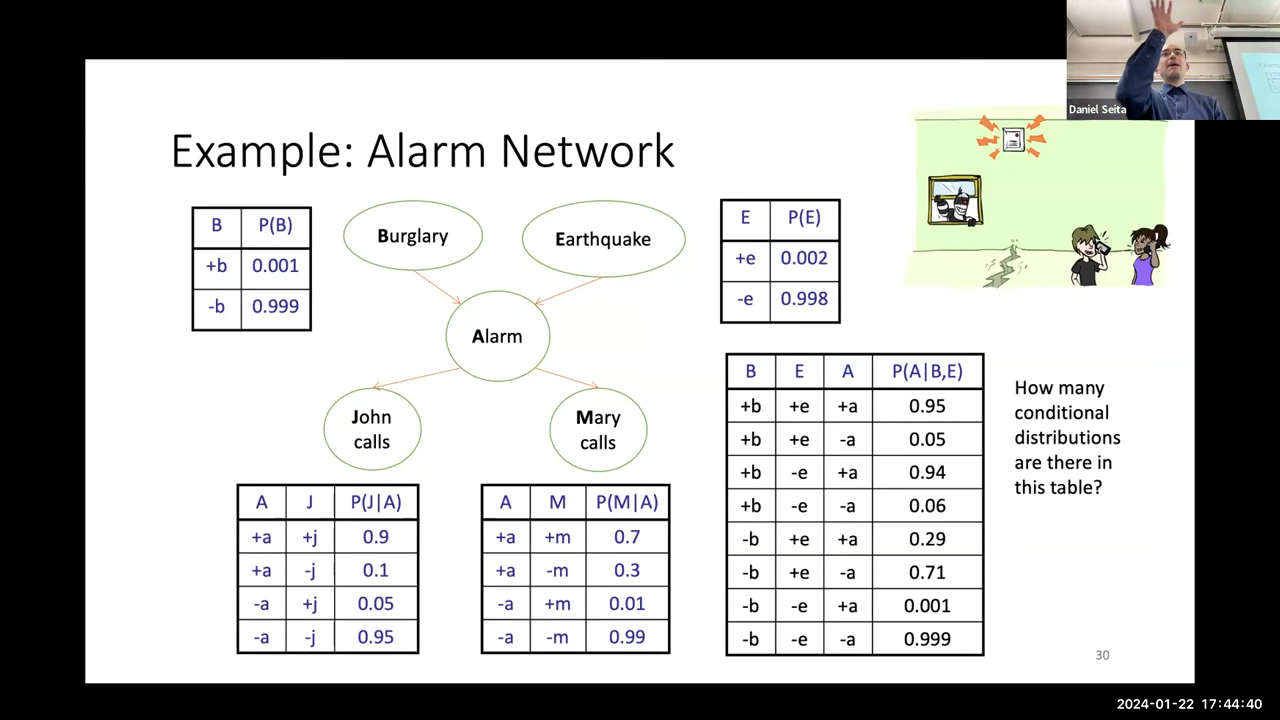 Daniel Seita
Example: Alarm Network
B P(B)
+b 0.001
-b 0.999
Burglary
Earthquake
E P(E)
+e 0.002
-e 0.998
Alarm
John
calls
Mary
calls
A J P(J|A)
+a +j 0.9
+a -j 0.1
-a +j 0.05
-a -j 0.95
A M P(M|A)
+a +m 0.7
+a -m 0.3
-a +m 0.01
-a -m 0.99
B E A P(A|B,E)
+b +e +a 0.95
+b +e -a 0.05
+b -e +a 0.94
+b -e -a 0.06
-b +e +a 0.29
-b +e -a 0.71
-b -e +a 0.001
-b -e -a 0.999
How many
conditional
distributions
are there in
this table?
30
2024-01-22 17:44:40